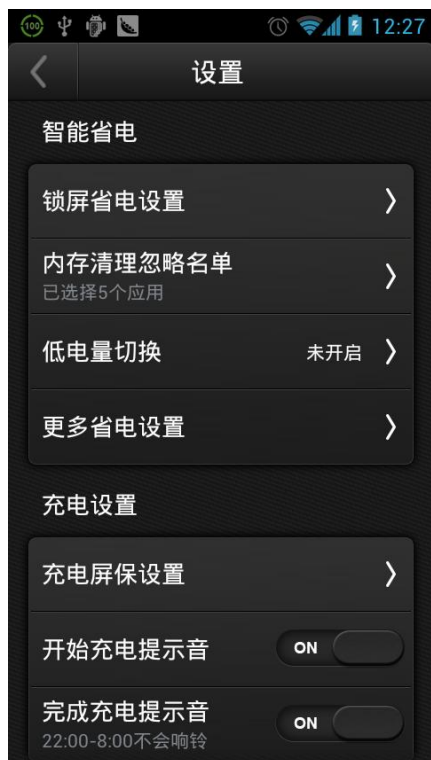 100 12:27
设置
智能省电
锁屏省电设置
内存清理忽略名单
已选择5个应用
低电量切换 未开启
更多省电设置
充电设置
充电屏保设置
开始充电提示音 ON
完成充电提示音 ON
22:00-8:00不会响铃